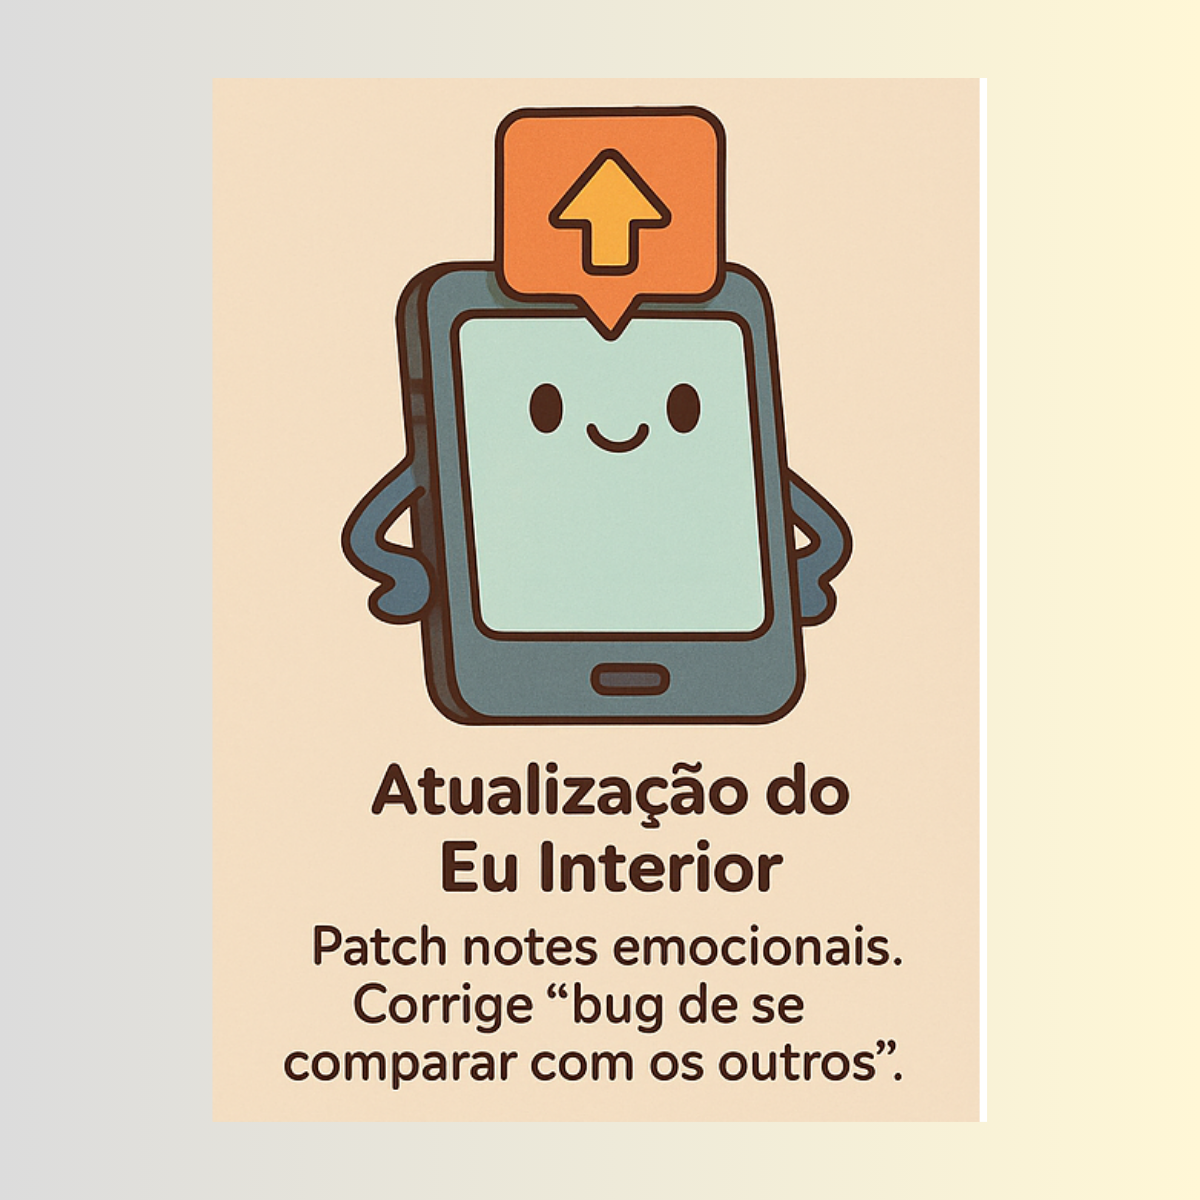 Atualização do
Eu Interior
Patch notes emocionais.
Corrige “bug de se
comparar com os outros”.